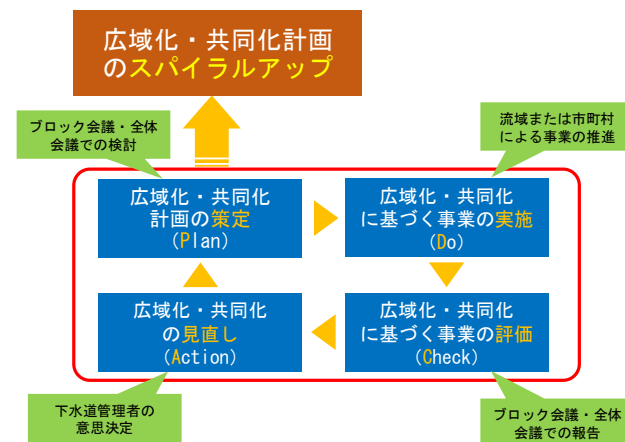 広域化・共同化計画
のスパイラルアップ
ブロック会議・全体
会議での検討
流域または市町村
による事業の推進
広域化・共同化
計画の策定
(Plan)
広域化・共同化
に基づく事業の実施
(Do)
広域化・共同化
の見直し
(Action)
広域化・共同化
に基づく事業の評価
(Check)
下水道管理者の
意思決定
ブロック会議・全体
会議での報告